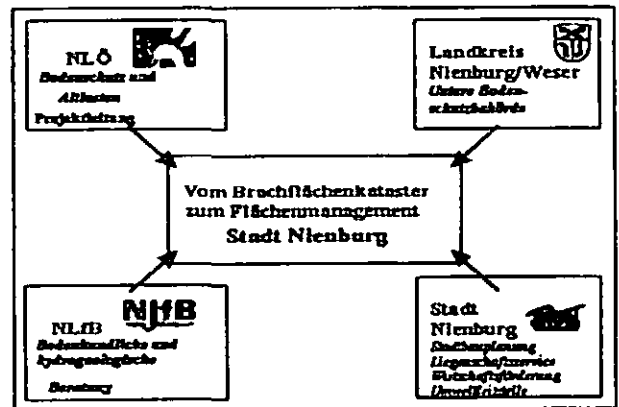 NLÖ
Bodenschutz und
Altlasten
Projektleitung
Landkreis
Nienburg/Weser
Untere Boden-
schutzbehörde
Vom Brachflächenkataster
zum Flächenmanagement
Stadt Nienburg
NLfB
NLfB
Bodenkundliche und
hydrogeologische
Beratung
Stadt
Nienburg
Stadtplanung
Liegenschaftsservice
Wirtschaftsförderung